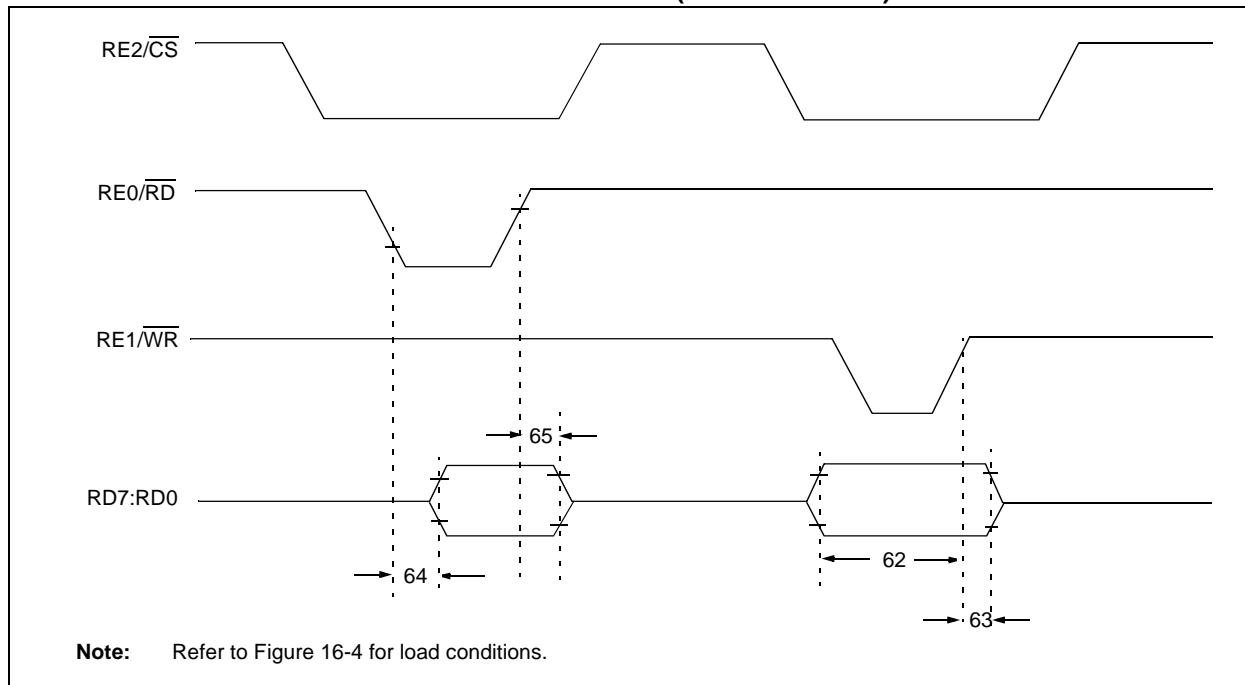 RE2/CS
RE0/RD
RE1/WR
65
RD7:RD0
62
64
63
Note: Refer to Figure 16-4 for load conditions.